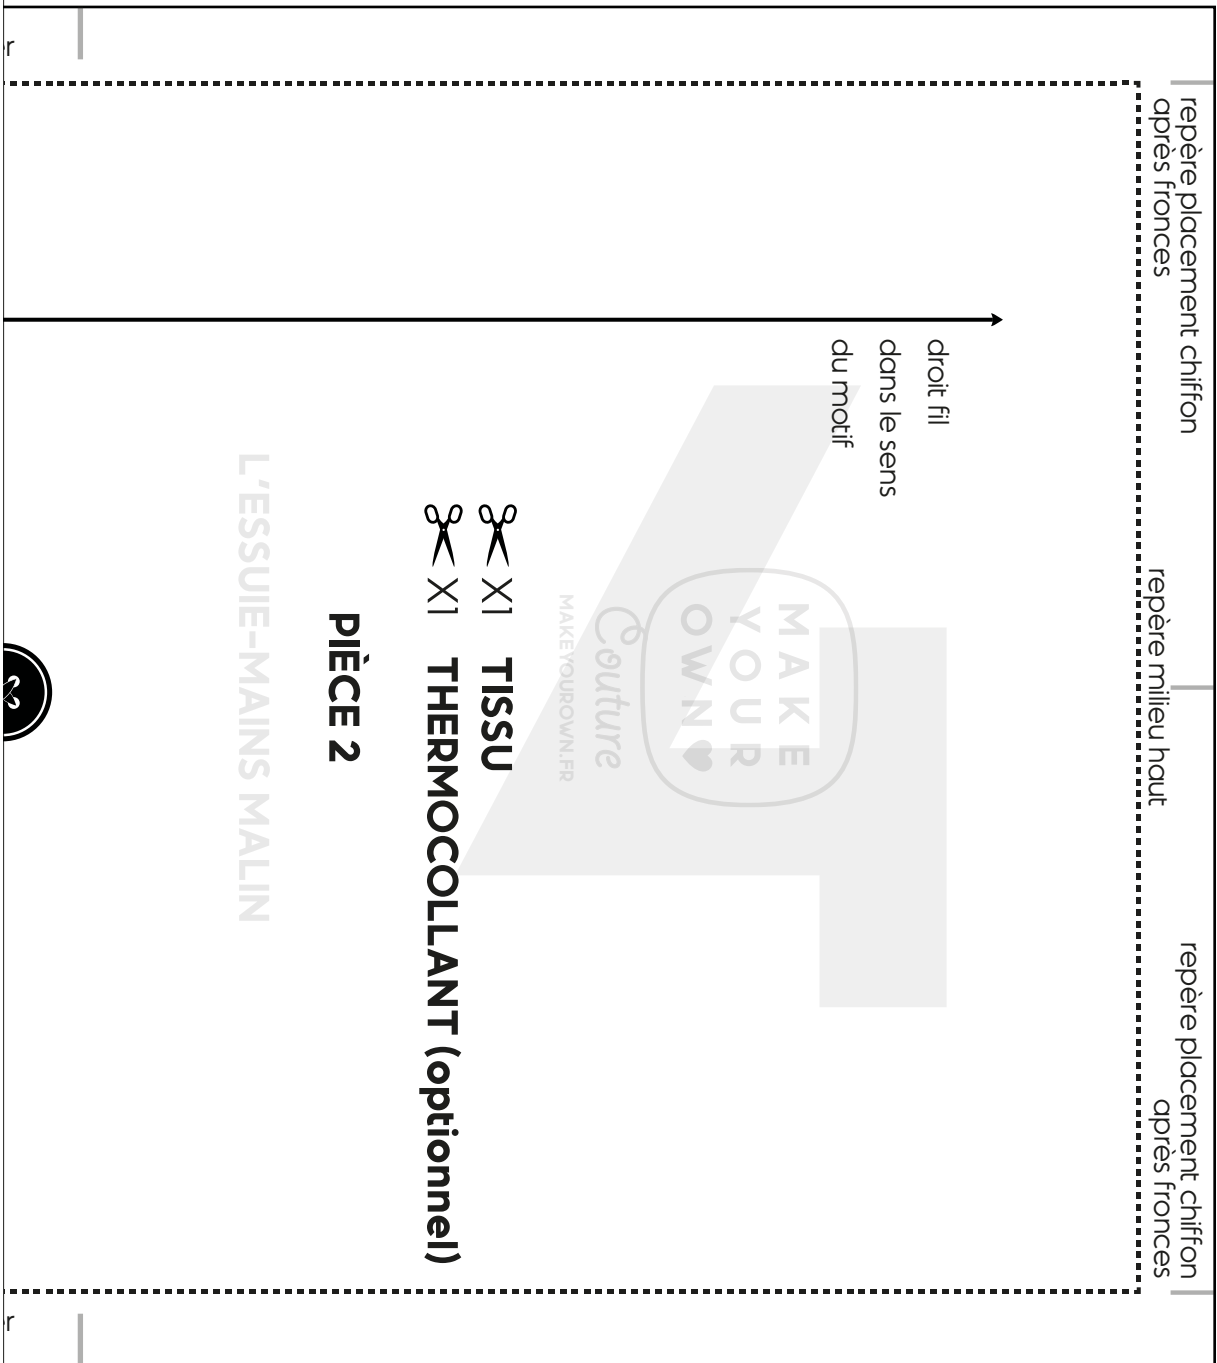 repère placement chiffon
après fronces
repère milieu haut
repère placement chiffon
après fronces
droit fil
dans le sens
du motif
4
MAKE
YOUR
OWN
Couture
MAKEYOUROWN.FR
X1 TISSU
X1 THERMOCOLLANT (optionnel)
PIÈCE 2
L'ESSUIE-MAINS MALIN